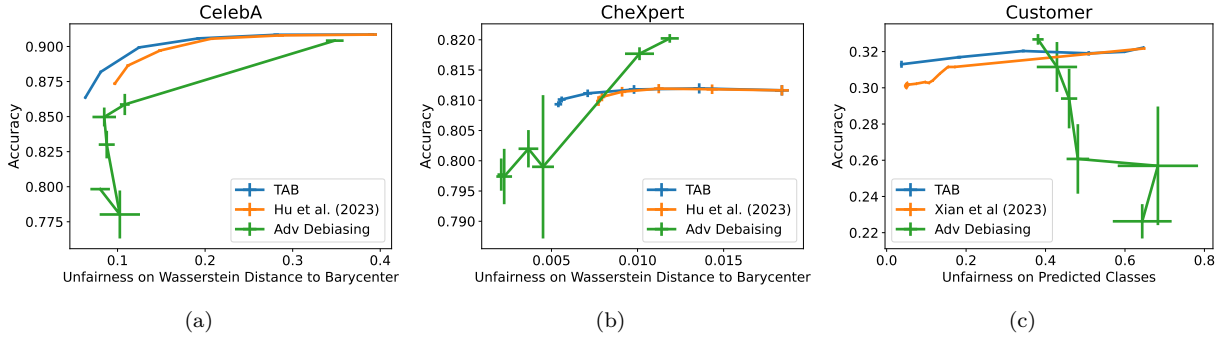 CelebA
Accuracy
0.900
0.875
0.850
0.825
0.800
0.775
0.1 0.2 0.3 0.4
Unfairness on Wasserstein Distance to Barycenter
TAB
Hu et al. (2023)
Adv Debiasing
(a)
CheXpert
Accuracy
0.820
0.815
0.810
0.805
0.800
0.795
0.790
0.005 0.010 0.015
Unfairness on Wasserstein Distance to Barycenter
TAB
Hu et al. (2023)
Adv Debaising
(b)
Customer
Accuracy
0.32
0.30
0.28
0.26
0.24
0.22
0.0 0.2 0.4 0.6 0.8
Unfairness on Predicted Classes
TAB
Xian et al (2023)
Adv Debiasing
(c)